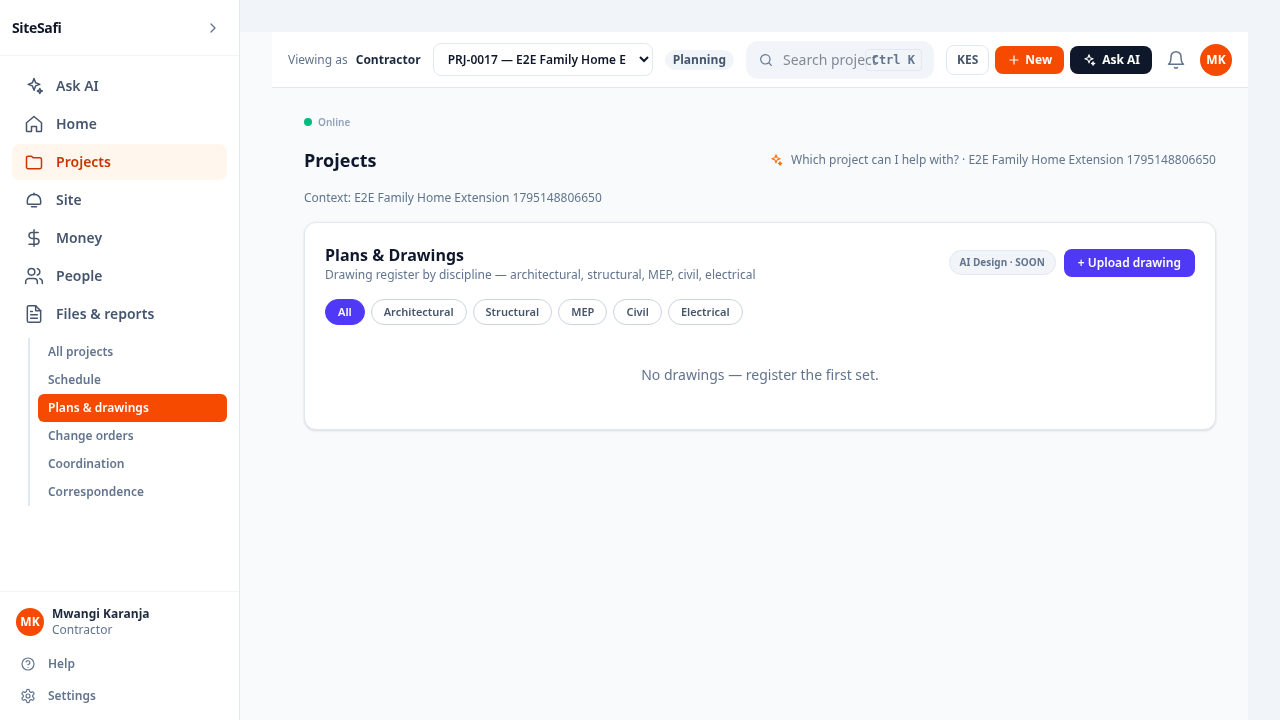 SiteSafi
Ask AI
Home
Projects
Site
Money
People
Files & reports
All projects
Schedule
Plans & drawings
Change orders
Coordination
Correspondence
MK
Mwangi Karanja
Contractor
Help
Settings
Viewing as Contractor
PRJ-0017 — E2E Family Home E
Planning
Search project
Ctrl K
KES
+ New
Ask AI
MK
Online
Projects
Which project can I help with? · E2E Family Home Extension 1795148806650
Context: E2E Family Home Extension 1795148806650
Plans & Drawings
Drawing register by discipline — architectural, structural, MEP, civil, electrical
AI Design · SOON
+ Upload drawing
All
Architectural
Structural
MEP
Civil
Electrical
No drawings — register the first set.